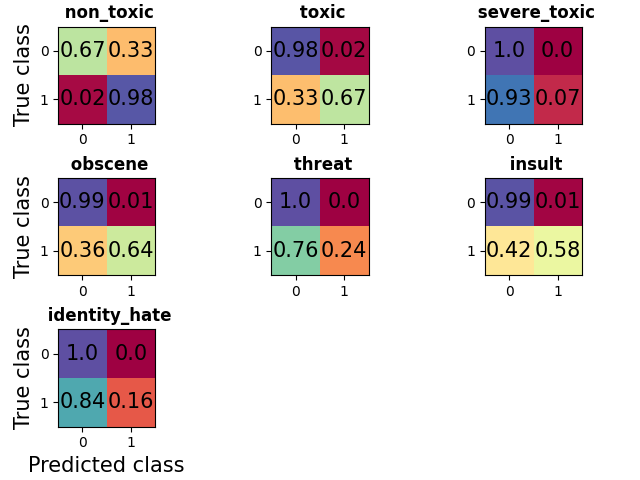 non_toxic toxic severe_toxic
True class 0 0.67 0.33 0 0.98 0.02 0 1.0 0.0
1 0.02 0.98 1 0.33 0.67 1 0.93 0.07
0 1 0 1 0 1
obscene threat insult
True class 0 0.99 0.01 0 1.0 0.0 0 0.99 0.01
1 0.36 0.64 1 0.76 0.24 1 0.42 0.58
0 1 0 1 0 1
identity_hate
True class 0 1.0 0.0
1 0.84 0.16
0 1
Predicted class